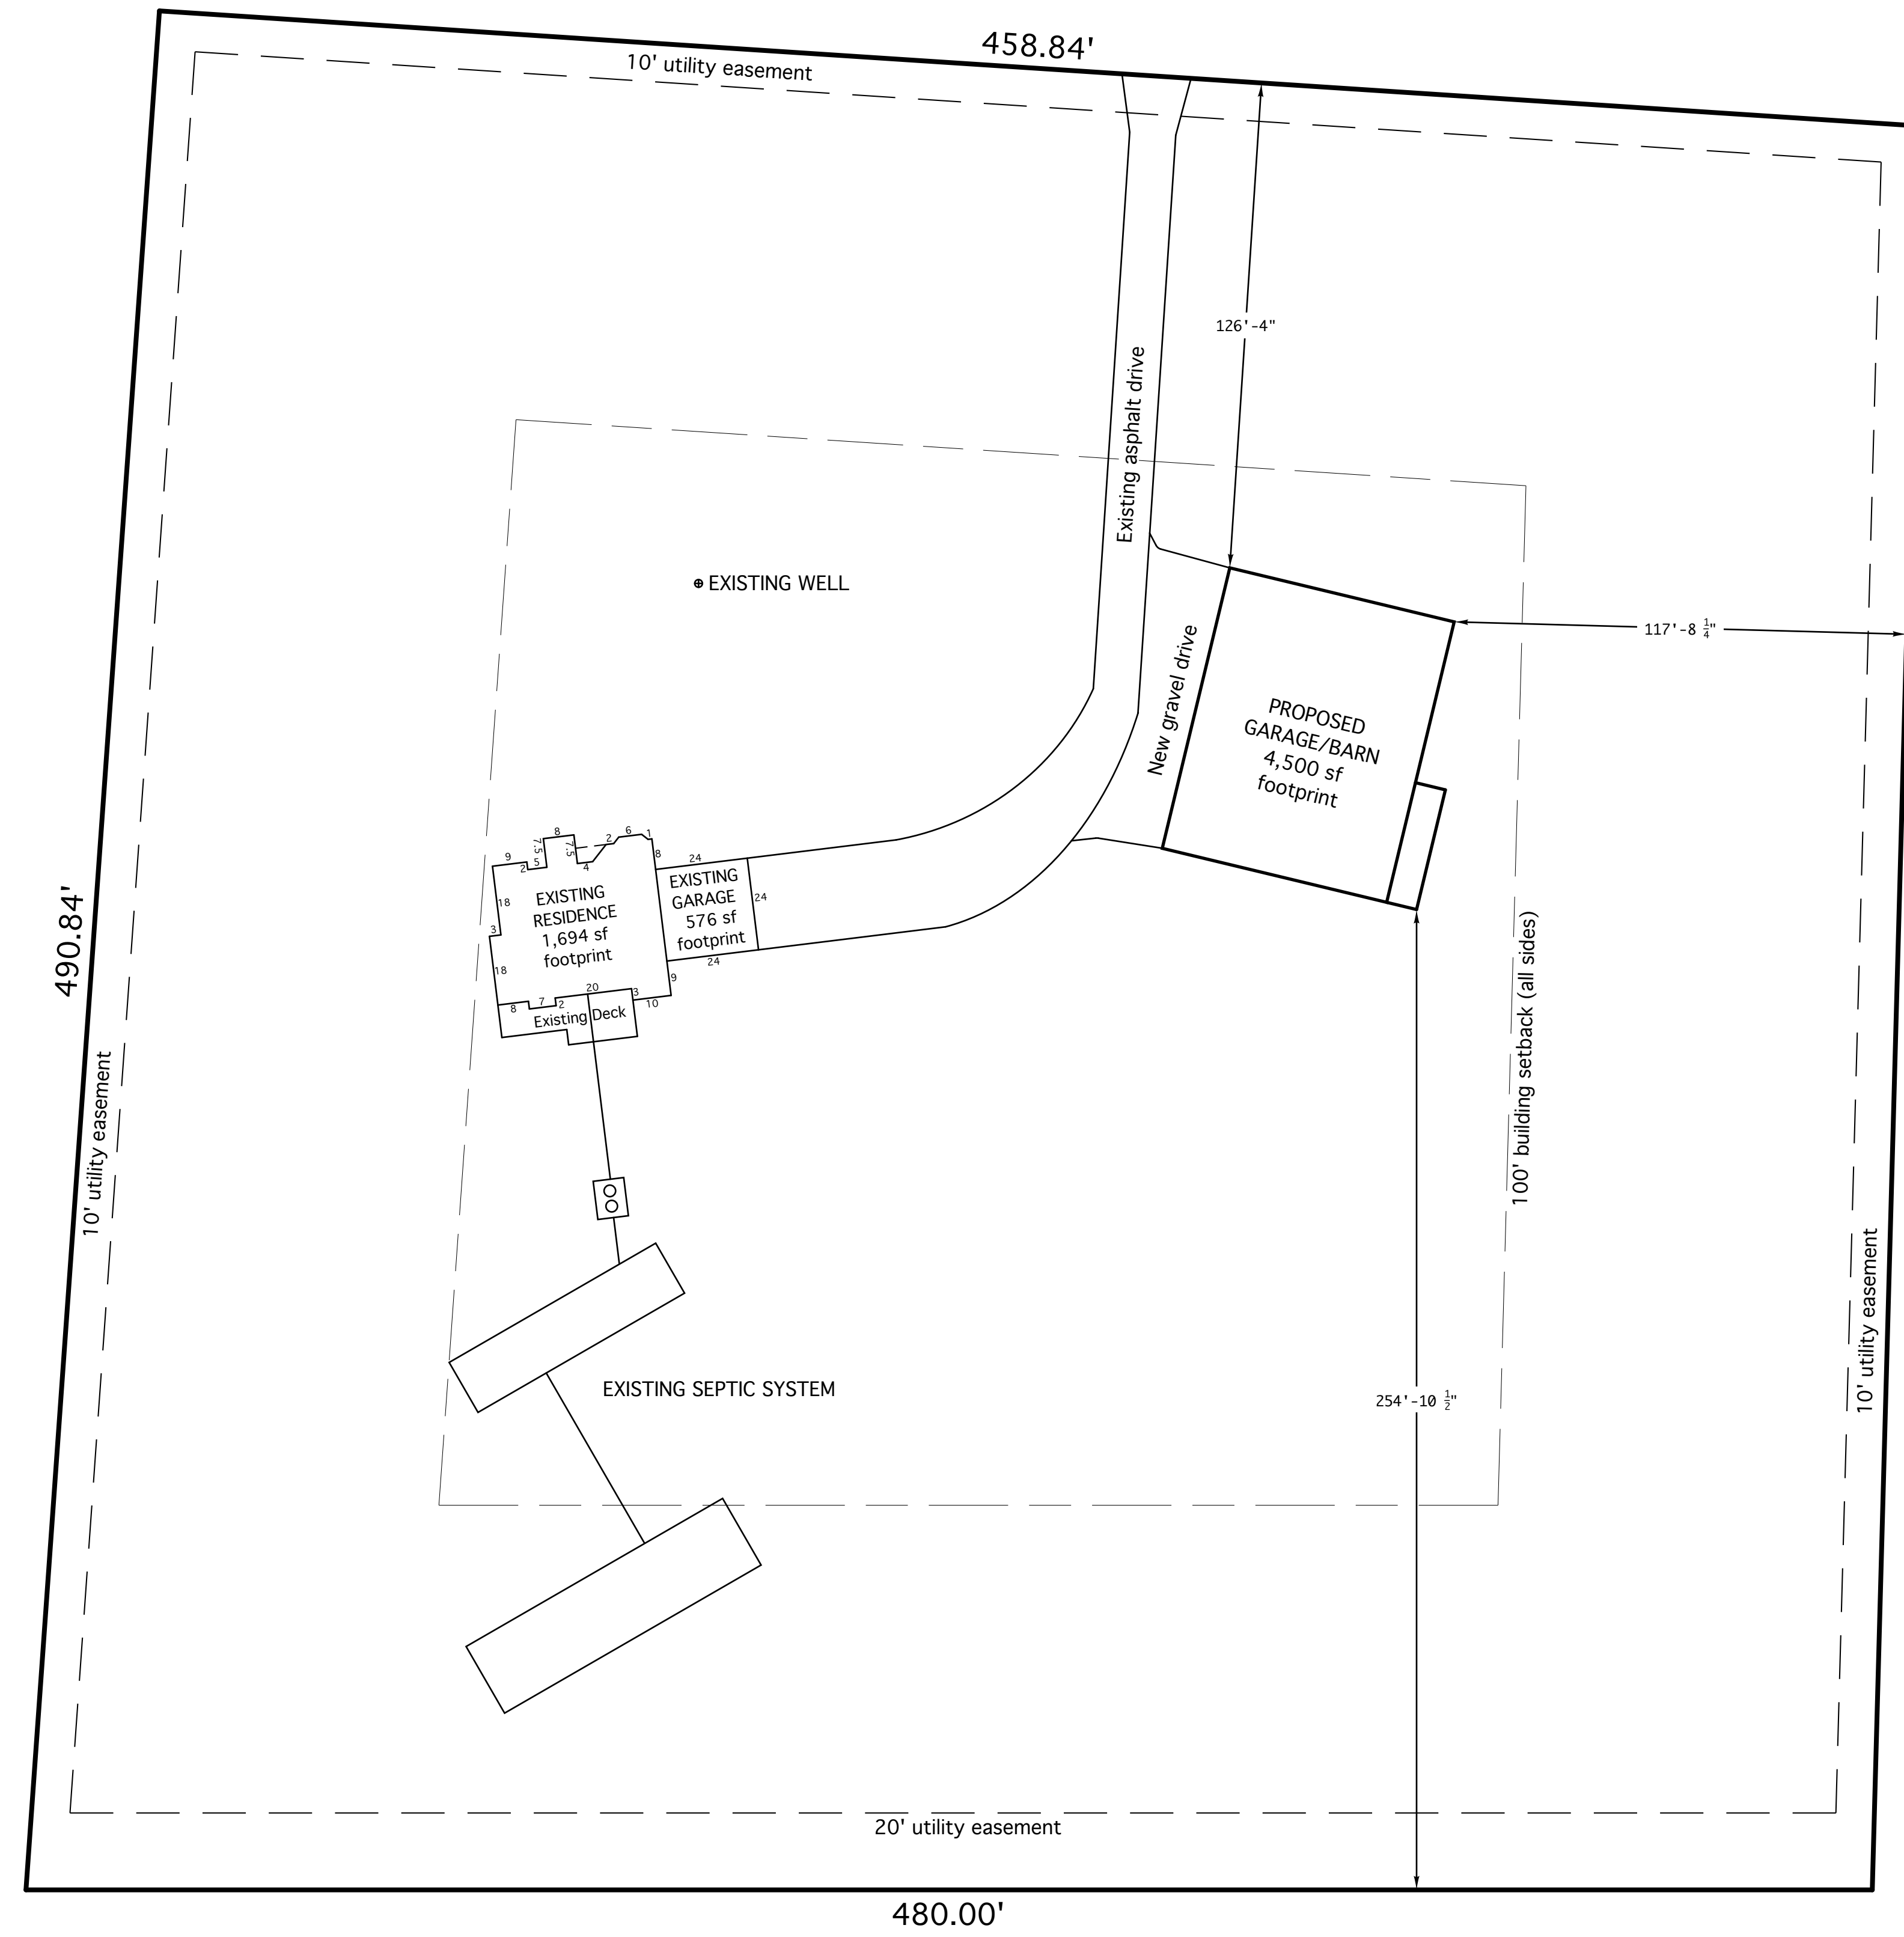 458.84'
10' utility easement
126'-4"
Existing asphalt drive
EXISTING WELL
117'-8 1/4"
New gravel drive
PROPOSED
GARAGE/BARN
4,500 sf
footprint
8
2
6
1
7.5
7.5
9
2
5
4
8
24
EXISTING
GARAGE
576 sf
footprint
24
24
18
EXISTING
RESIDENCE
1,694 sf
footprint
3
18
9
8
7
2
20
3
10
Existing Deck
490.84'
100' building setback (all sides)
10' utility easement
10' utility easement
EXISTING SEPTIC SYSTEM
254'-10 1/2"
20' utility easement
480.00'